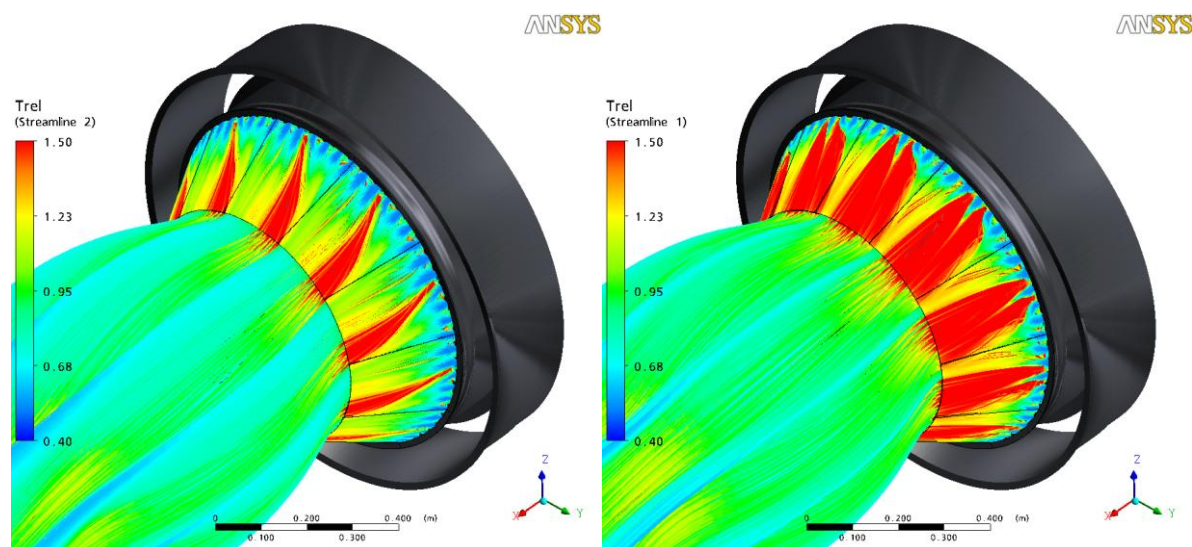 ANSYS
Trel
(Streamline 2)
1.50
1.23
0.95
0.68
0.40
Z
X
Y
0 0.200 0.400 (m)
0.100 0.300
ANSYS
Trel
(Streamline 1)
1.50
1.23
0.95
0.68
0.40
Z
X
Y
0 0.200 0.400 (m)
0.100 0.300